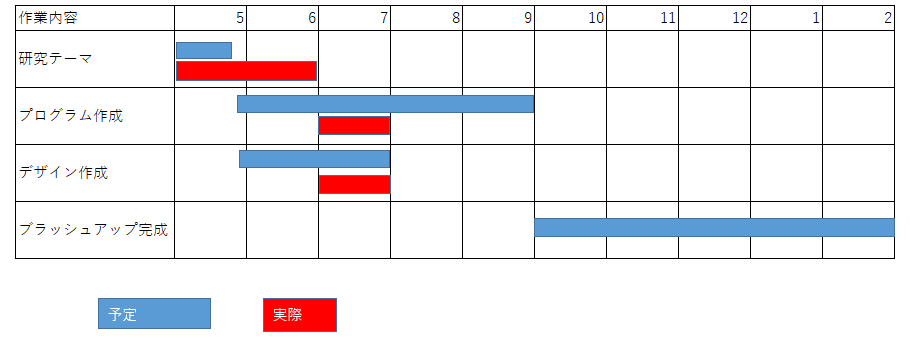 作業内容 5 6 7 8 9 10 11 12 1 2
研究テーマ
プログラム作成
デザイン作成
ブラッシュアップ完成
予定 実際